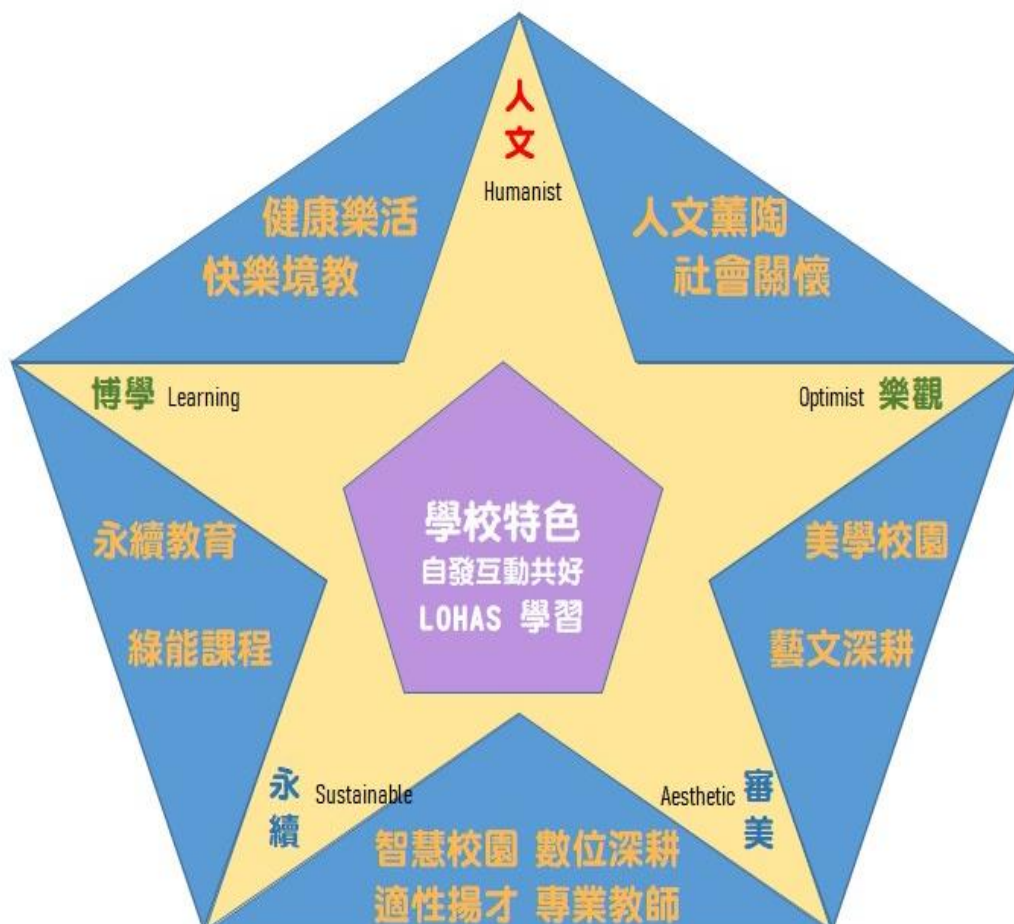 人
文
Humanist
健康樂活
快樂境教
人文薰陶
社會關懷
博學 Learning
Optimist 樂觀
學校特色
自發互動共好
LOHAS 學習
永續教育
綠能課程
美學校園
藝文深耕
永
續
Sustainable
Aesthetic
審
美
智慧校園 數位深耕
適性揚才 專業教師